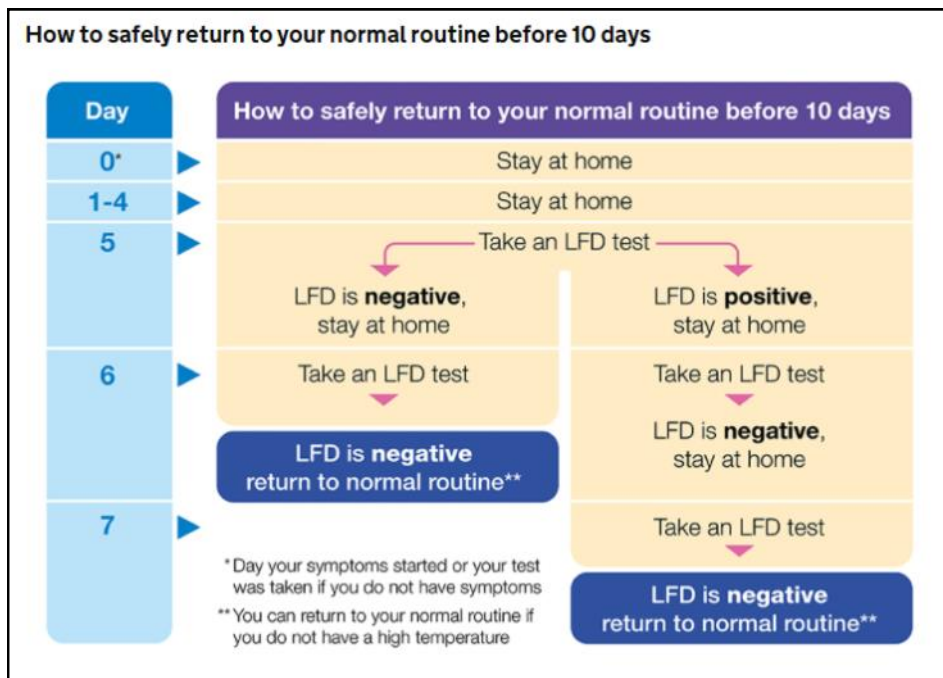 How to safely return to your normal routine before 10 days
Day
How to safely return to your normal routine before 10 days
0*
Stay at home
1-4
Stay at home
5
Take an LFD test
LFD is negative,
stay at home
LFD is positive,
stay at home
6
Take an LFD test
LFD is negative
return to normal routine**
Take an LFD test
LFD is negative,
stay at home
7
Take an LFD test
LFD is negative
return to normal routine**
* Day your symptoms started or your test
was taken if you do not have symptoms
** You can return to your normal routine if
you do not have a high temperature